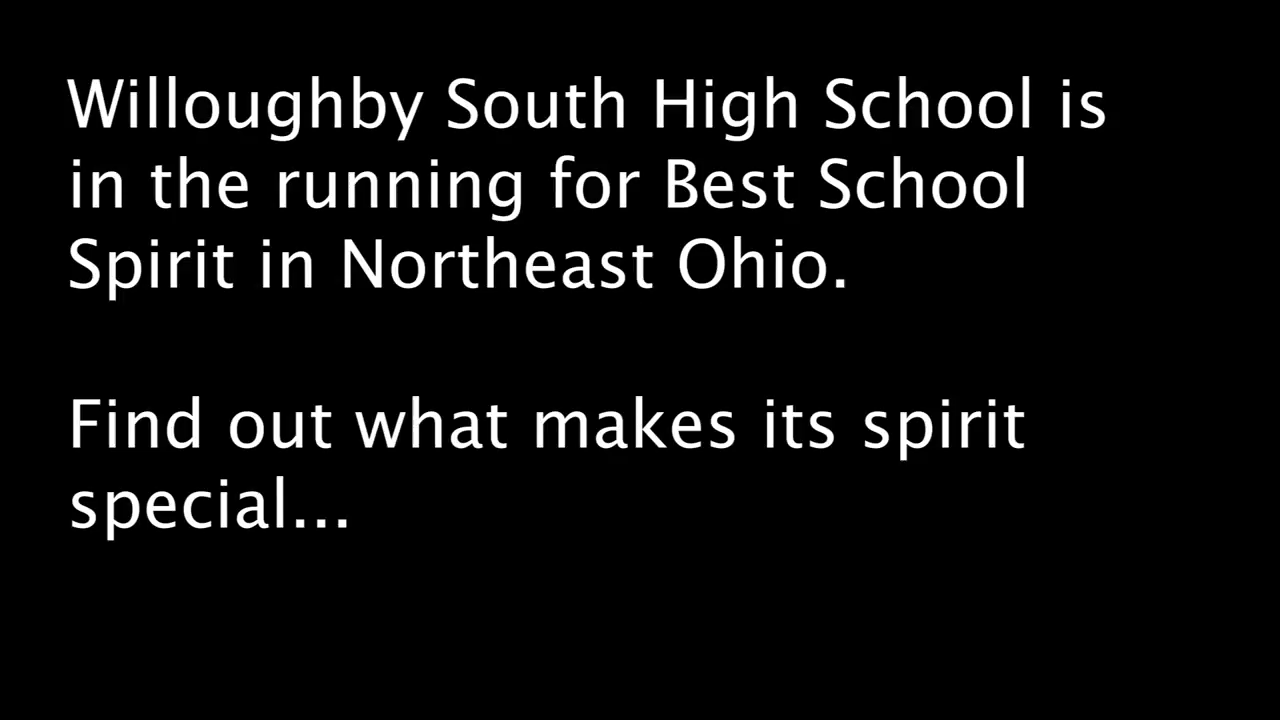 Willoughby South High School is
in the running for Best School
Spirit in Northeast Ohio.
Find out what makes its spirit
special...